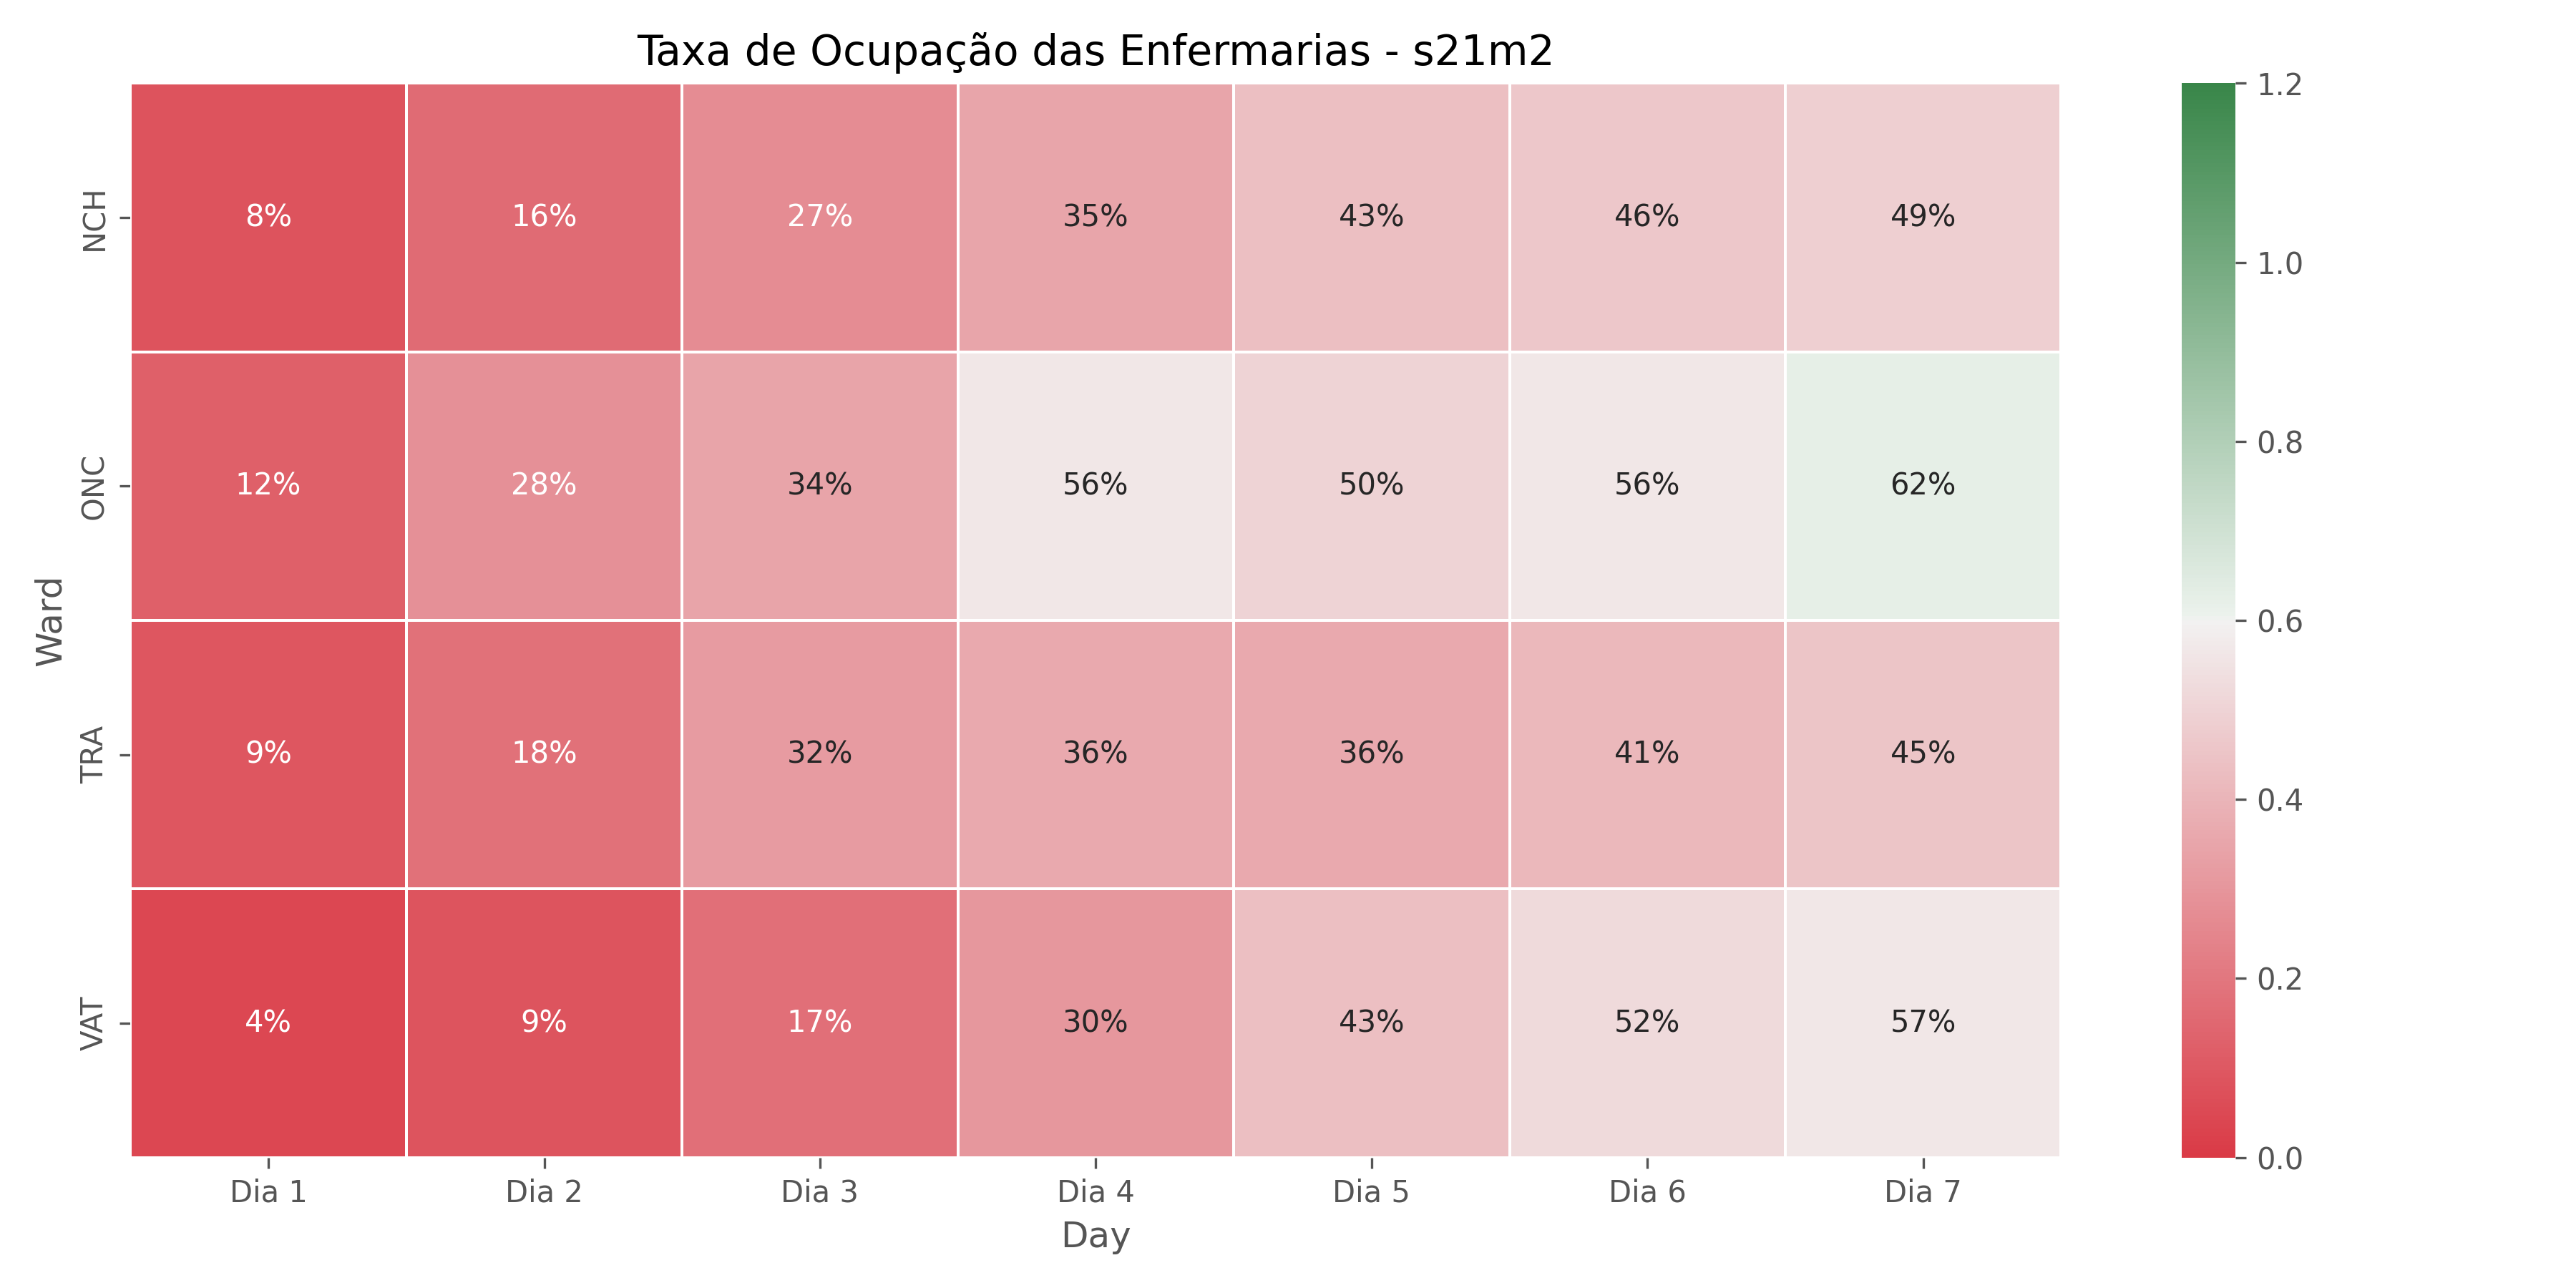 Taxa de Ocupação das Enfermarias - s21m2
Ward
NCH 8% 16% 27% 35% 43% 46% 49%
ONC 12% 28% 34% 56% 50% 56% 62%
TRA 9% 18% 32% 36% 36% 41% 45%
VAT 4% 9% 17% 30% 43% 52% 57%
Dia 1 Dia 2 Dia 3 Dia 4 Dia 5 Dia 6 Dia 7
Day
1.2
1.0
0.8
0.6
0.4
0.2
0.0